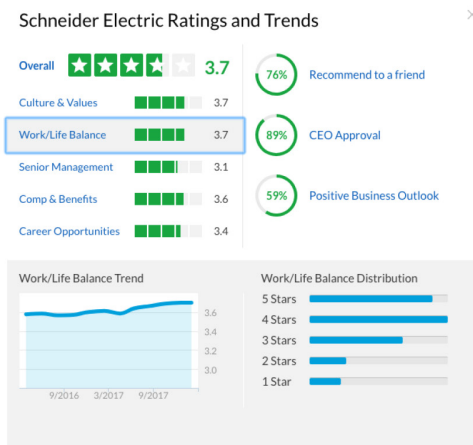 Schneider Electric Ratings and Trends
Overall 3.7
Culture & Values 3.7
Work/Life Balance 3.7
Senior Management 3.1
Comp & Benefits 3.6
Career Opportunities 3.4
76% Recommend to a friend
89% CEO Approval
59% Positive Business Outlook
Work/Life Balance Trend
3.6
3.4
3.2
3.0
9/2016 3/2017 9/2017
Work/Life Balance Distribution
5 Stars
4 Stars
3 Stars
2 Stars
1 Star